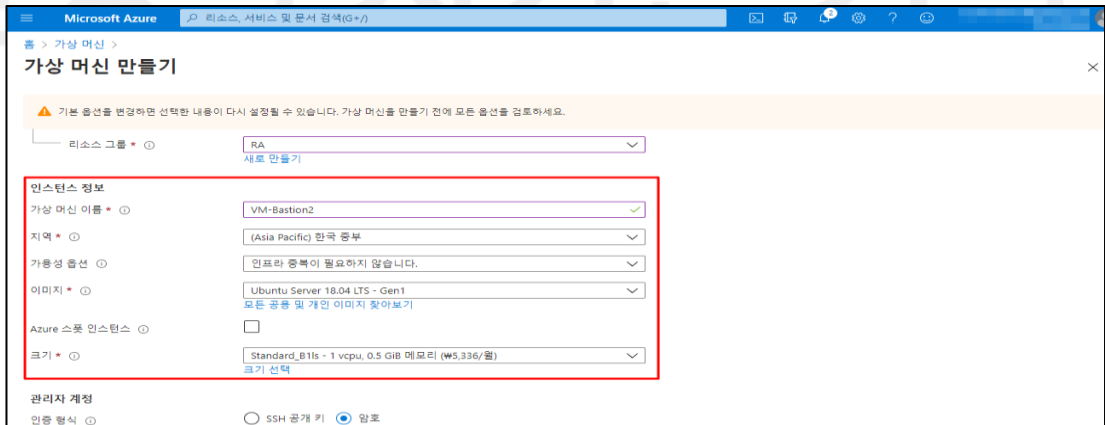 Microsoft Azure
리소스, 서비스 및 문서 검색(G+/)
홈 > 가상 머신 >
가상 머신 만들기
기본 옵션을 변경하면 선택한 내용이 다시 설정될 수 있습니다. 가상 머신을 만들기 전에 모든 옵션을 검토하세요.
리소스 그룹 * RA
새로 만들기
인스턴스 정보
가상 머신 이름 * VM-Bastion2
지역 * (Asia Pacific) 한국 중부
가용성 옵션 인프라 중복이 필요하지 않습니다.
이미지 * Ubuntu Server 18.04 LTS - Gen1
모든 공용 및 개인 이미지 찾아보기
Azure 스폿 인스턴스
크기 * Standard_B1ls - 1 vcpu, 0.5 GiB 메모리 (₩5,336/월)
크기 선택
관리자 계정
인증 형식 SSH 공개 키 암호